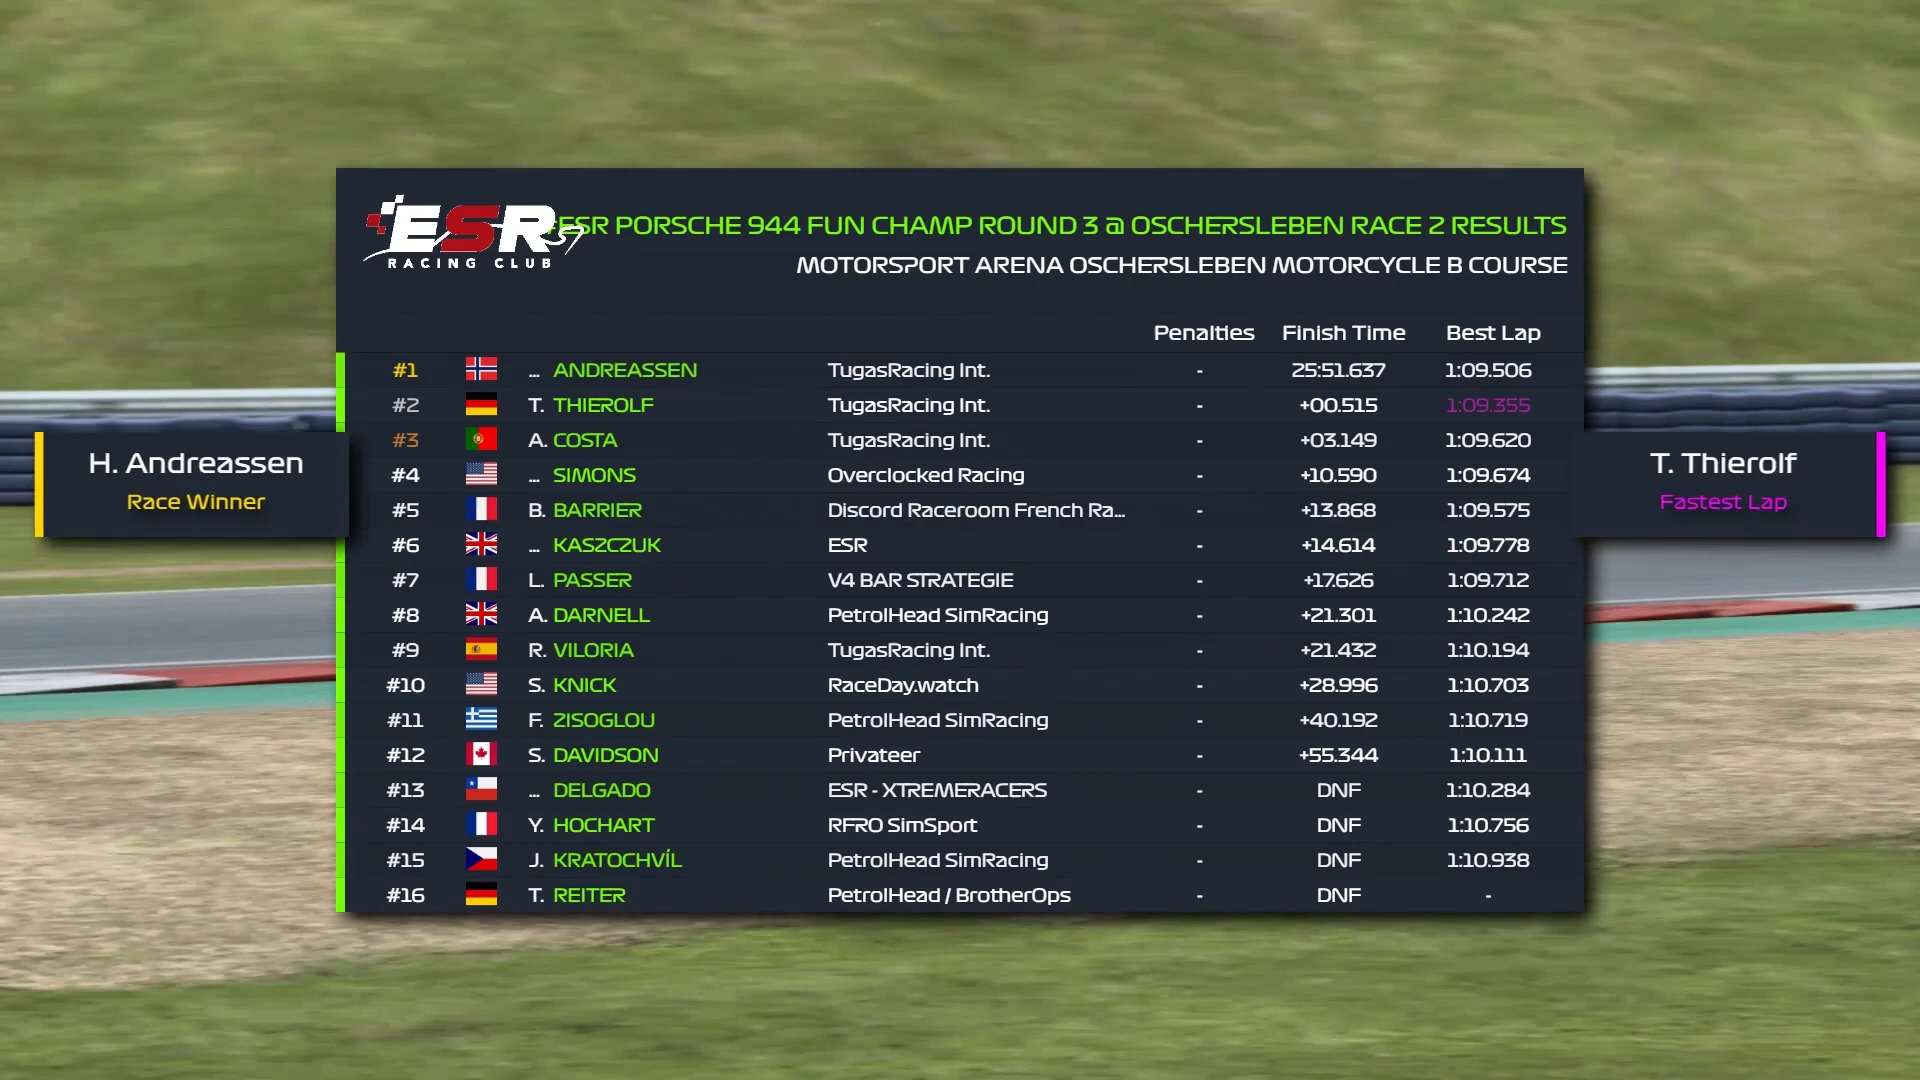 ESR
RACING CLUB
#ESR PORSCHE 944 FUN CHAMP ROUND 3 @ OSCHERSLEBEN RACE 2 RESULTS
MOTORSPORT ARENA OSCHERSLEBEN MOTORCYCLE B COURSE
Penalties Finish Time Best Lap
#1 ... ANDREASSEN TugasRacing Int. - 25:51.637 1:09.506
#2 T. THIEROLF TugasRacing Int. - +00.515 1:09.355
#3 A. COSTA TugasRacing Int. - +03.149 1:09.620
#4 ... SIMONS Overclocked Racing - +10.590 1:09.674
#5 B. BARRIER Discord Raceroom French Ra... - +13.868 1:09.575
#6 ... KASZCZUK ESR - +14.614 1:09.778
#7 L. PASSER V4 BAR STRATEGIE - +17.626 1:09.712
#8 A. DARNELL PetrolHead SimRacing - +21.301 1:10.242
#9 R. VILORIA TugasRacing Int. - +21.432 1:10.194
#10 S. KNICK RaceDay.watch - +28.996 1:10.703
#11 F. ZISOGLOU PetrolHead SimRacing - +40.192 1:10.719
#12 S. DAVIDSON Privateer - +55.344 1:10.111
#13 ... DELGADO ESR - XTREMERACERS - DNF 1:10.284
#14 Y. HOCHART RFRO SimSport - DNF 1:10.756
#15 J. KRATOCHVÍL PetrolHead SimRacing - DNF 1:10.938
#16 T. REITER PetrolHead / BrotherOps - DNF -
H. Andreassen
Race Winner
T. Thierolf
Fastest Lap